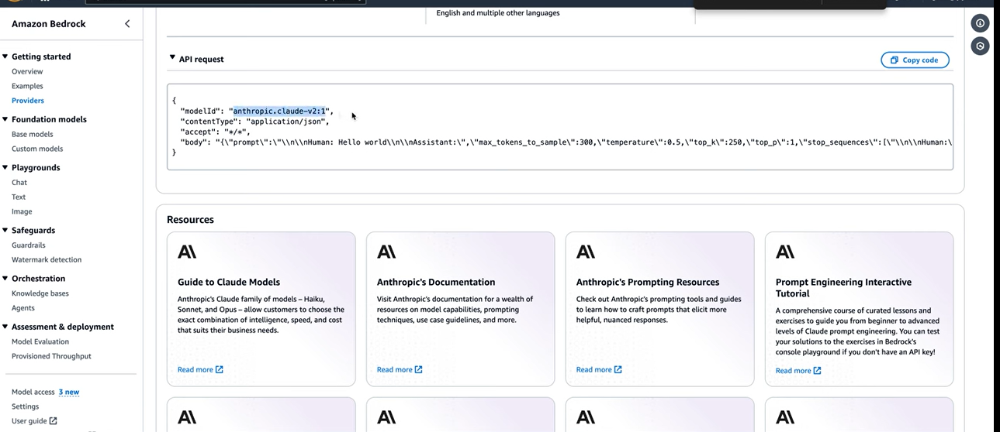 Amazon Bedrock
Getting started
Overview
Examples
Providers
Foundation models
Base models
Custom models
Playgrounds
Chat
Text
Image
Safeguards
Guardrails
Watermark detection
Orchestration
Knowledge bases
Agents
Assessment & deployment
Model Evaluation
Provisioned Throughput
Model access 3 new
Settings
User guide
English and multiple other languages
API request
Copy code
{
"modelId": "anthropic.claude-v2:1",
"contentType": "application/json",
"accept": "*/*",
"body": "{\"prompt\":\"\\n\\nHuman: Hello world\\n\\nAssistant:\",\"max_tokens_to_sample\":300,\"temperature\":0.5,\"top_k\":250,\"top_p\":1,\"stop_sequences\":[\"\\n\\nHuman:\
}
Resources
Guide to Claude Models
Anthropic's Claude family of models – Haiku,
Sonnet, and Opus – allow customers to choose the
exact combination of intelligence, speed, and cost
that suits their business needs.
Read more
Anthropic's Documentation
Visit Anthropic's documentation for a wealth of
resources on model capabilities, prompting
techniques, use case guidelines, and more.
Read more
Anthropic's Prompting Resources
Check out Anthropic's prompting tools and guides
to learn how to craft prompts that elicit more
helpful, nuanced responses.
Read more
Prompt Engineering Interactive
Tutorial
A comprehensive course of curated lessons and
exercises to guide you from beginner to advanced
levels of Claude prompt engineering. You can test
your solutions to the exercises in Bedrock's
console playground if you don't have an API key!
Read more